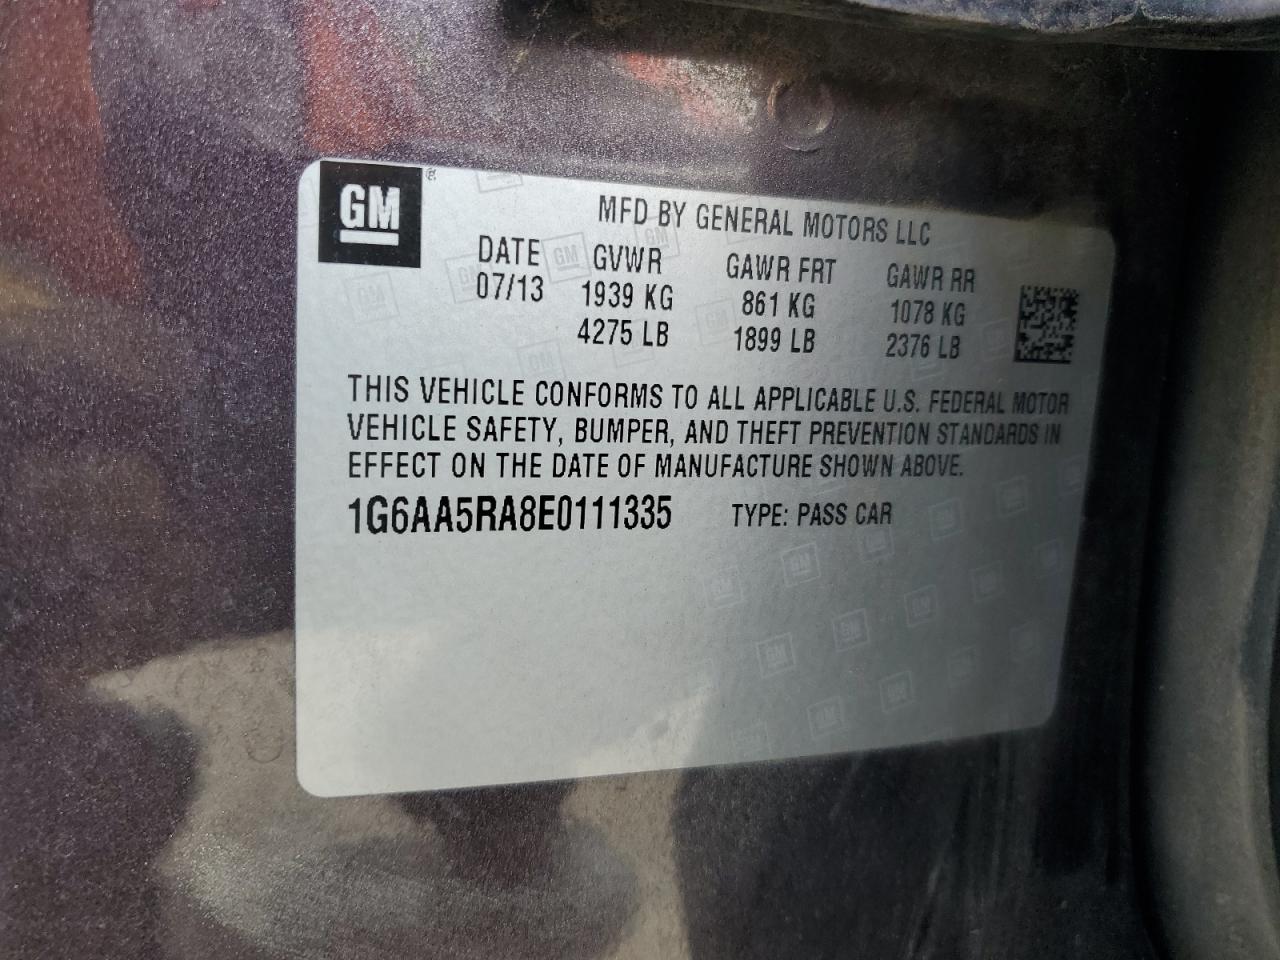 GM®
MFD BY GENERAL MOTORS LLC
DATE GVWR GAWR FRT GAWR RR
07/13 1939 KG 861 KG 1078 KG
4275 LB 1899 LB 2376 LB
THIS VEHICLE CONFORMS TO ALL APPLICABLE U.S. FEDERAL MOTOR
VEHICLE SAFETY, BUMPER, AND THEFT PREVENTION STANDARDS IN
EFFECT ON THE DATE OF MANUFACTURE SHOWN ABOVE.
1G6AA5RA8E0111335 TYPE: PASS CAR